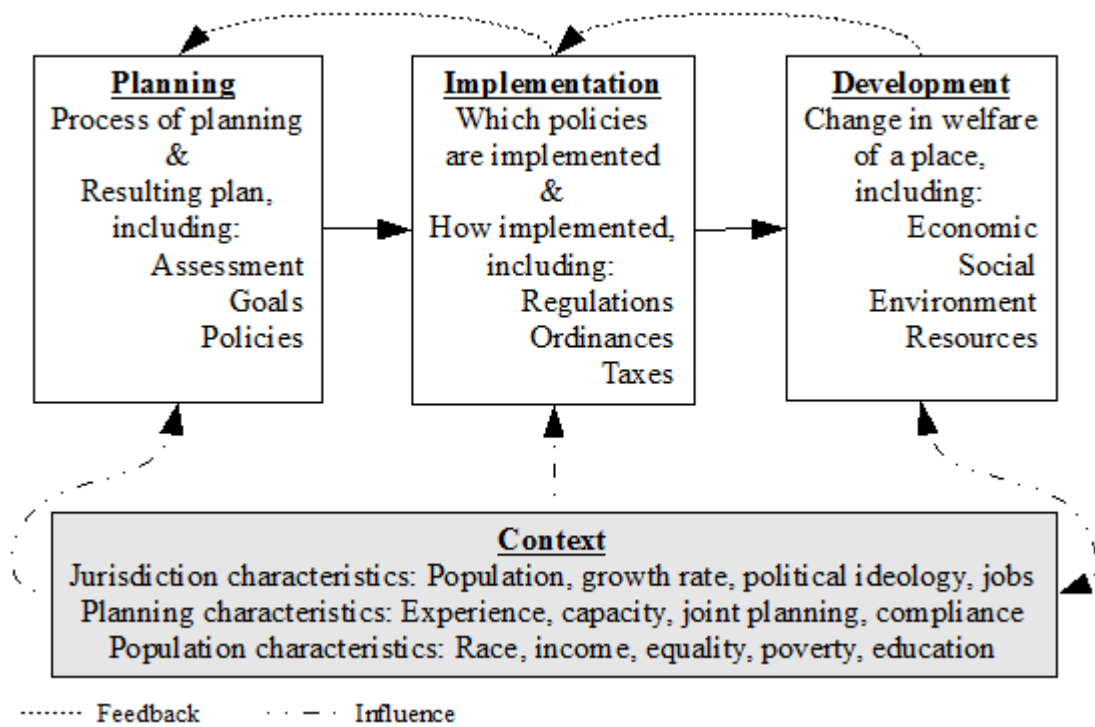 Planning
Process of planning
&
Resulting plan,
including:
Assessment
Goals
Policies
Implementation
Which policies
are implemented
&
How implemented,
including:
Regulations
Ordinances
Taxes
Development
Change in welfare
of a place,
including:
Economic
Social
Environment
Resources
Context
Jurisdiction characteristics: Population, growth rate, political ideology, jobs
Planning characteristics: Experience, capacity, joint planning, compliance
Population characteristics: Race, income, equality, poverty, education
Feedback
Influence